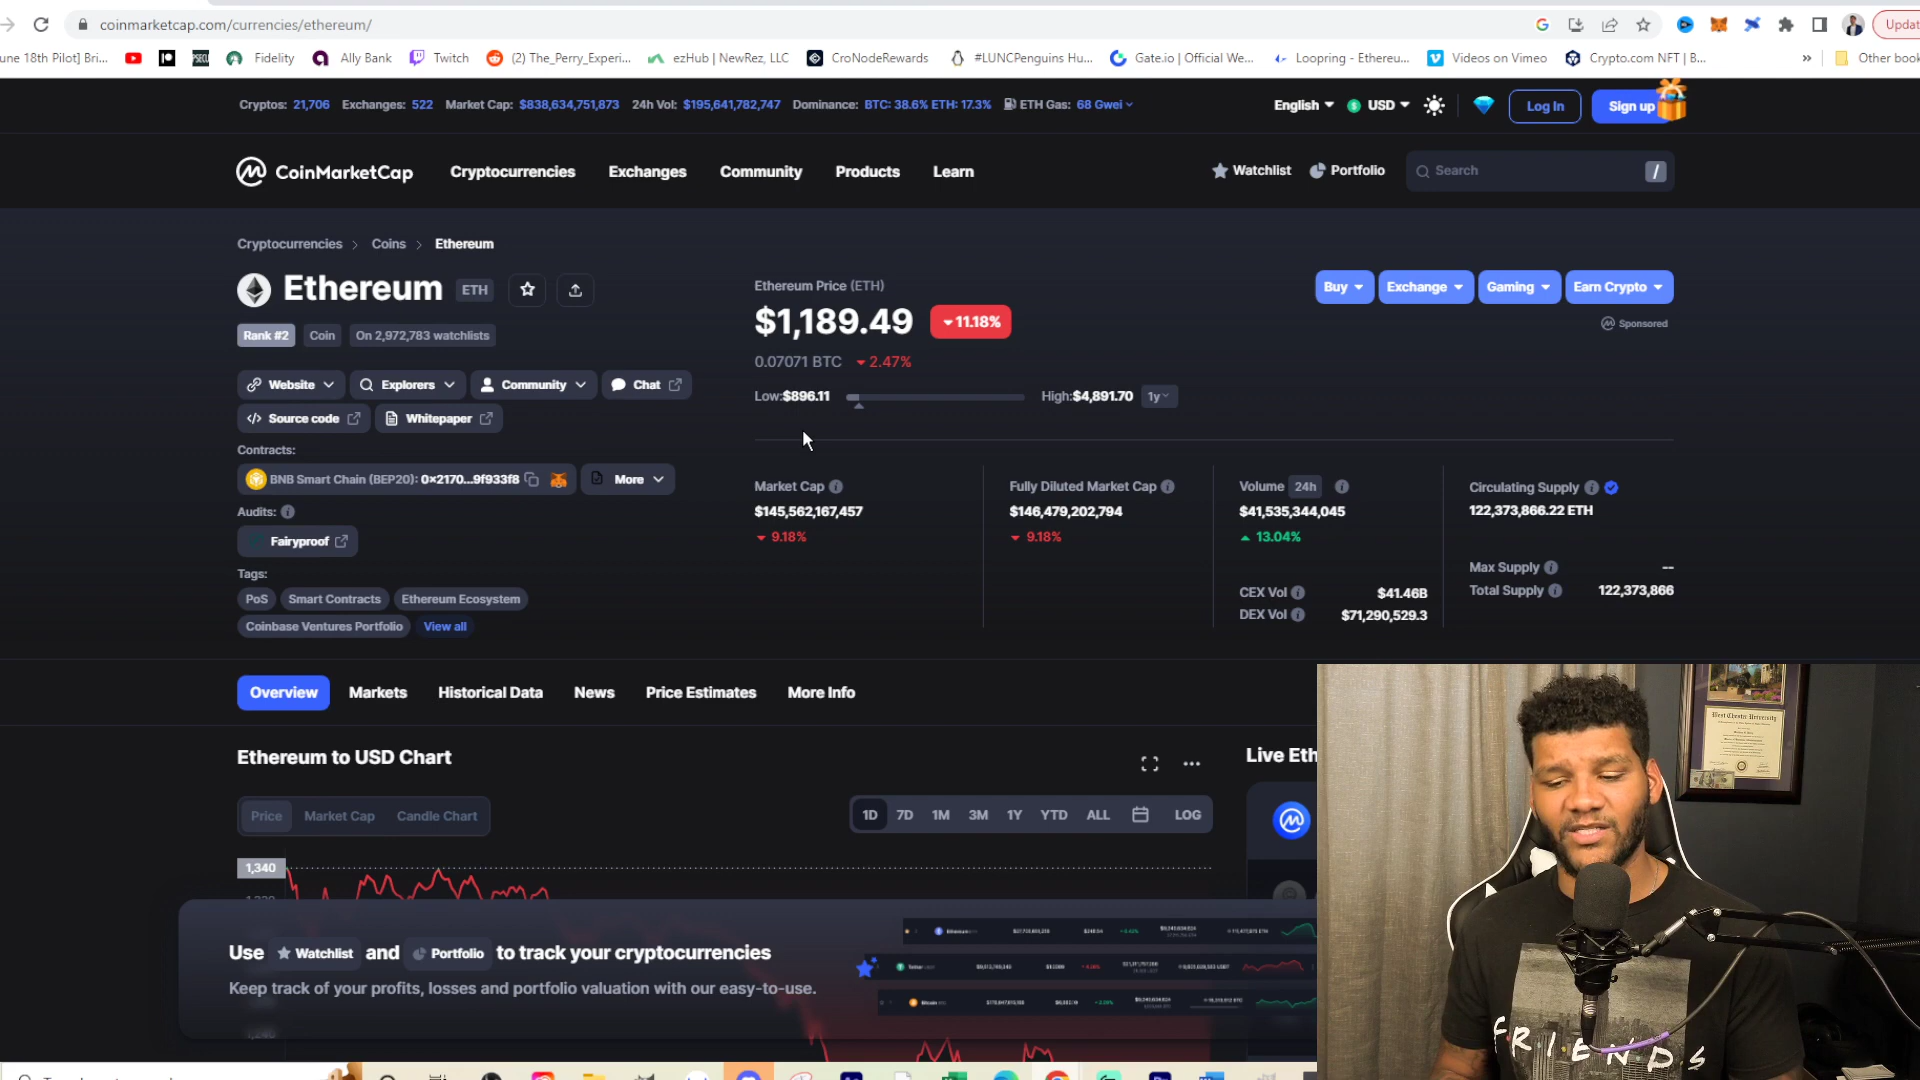 coinmarketcap.com/currencies/ethereum/
Updat
une 18th Pilot] Bri...
Fidelity
Ally Bank
Twitch
(2) The_Perry_Experi...
ezHub | NewRez, LLC
CroNodeRewards
#LUNCPenguins Hu...
Gate.io | Official We...
Loopring - Ethereu...
Videos on Vimeo
Crypto.com NFT | B...
»
Other book
Cryptos: 21,706 Exchanges: 522 Market Cap: $838,634,751,873 24h Vol: $195,641,782,747 Dominance: BTC: 38.6% ETH: 17.3% ETH Gas: 68 Gwei
English USD Log In Sign up
CoinMarketCap Cryptocurrencies Exchanges Community Products Learn Watchlist Portfolio Search /
Cryptocurrencies > Coins > Ethereum
Ethereum ETH
Rank #2 Coin On 2,972,783 watchlists
Website Explorers Community Chat
Source code Whitepaper
Contracts:
BNB Smart Chain (BEP20): 0x2170...9f933f8 More
Audits:
Fairyproof
Tags:
PoS Smart Contracts Ethereum Ecosystem
Coinbase Ventures Portfolio View all
Ethereum Price (ETH)
$1,189.49 11.18%
0.07071 BTC 2.47%
Low:$896.11 High:$4,891.70 1y
Buy Exchange Gaming Earn Crypto
Sponsored
Market Cap
$145,562,167,457
9.18%
Fully Diluted Market Cap
$146,479,202,794
9.18%
Volume 24h
$41,535,344,045
13.04%
CEX Vol $41.46B
DEX Vol $71,290,529.3
Circulating Supply
122,373,866.22 ETH
Max Supply --
Total Supply 122,373,866
Overview Markets Historical Data News Price Estimates More Info
Ethereum to USD Chart
Live Eth
Price Market Cap Candle Chart
1D 7D 1M 3M 1Y YTD ALL LOG
1,340
Use Watchlist and Portfolio to track your cryptocurrencies
Keep track of your profits, losses and portfolio valuation with our easy-to-use.
West Chester University
FRIENDS